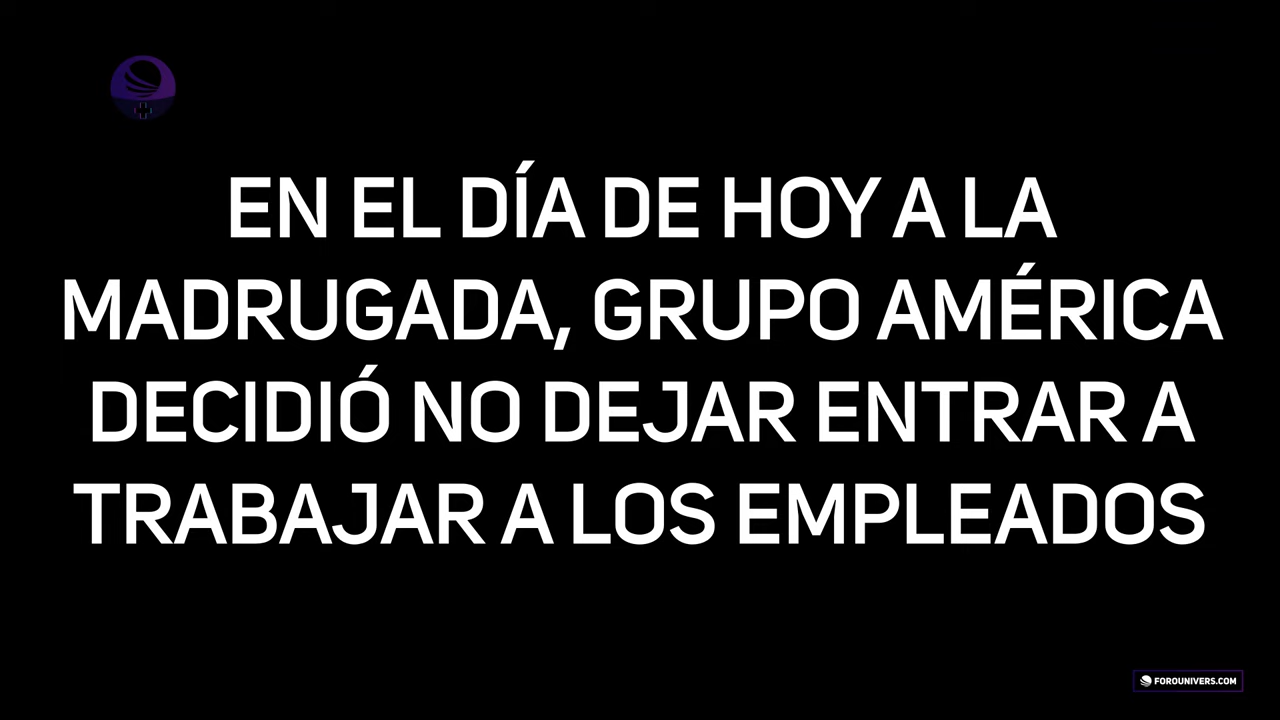 EN EL DÍA DE HOY A LA
MADRUGADA, GRUPO AMÉRICA
DECIDIÓ NO DEJAR ENTRAR A
TRABAJAR A LOS EMPLEADOS
FOROUNIVERS.COM